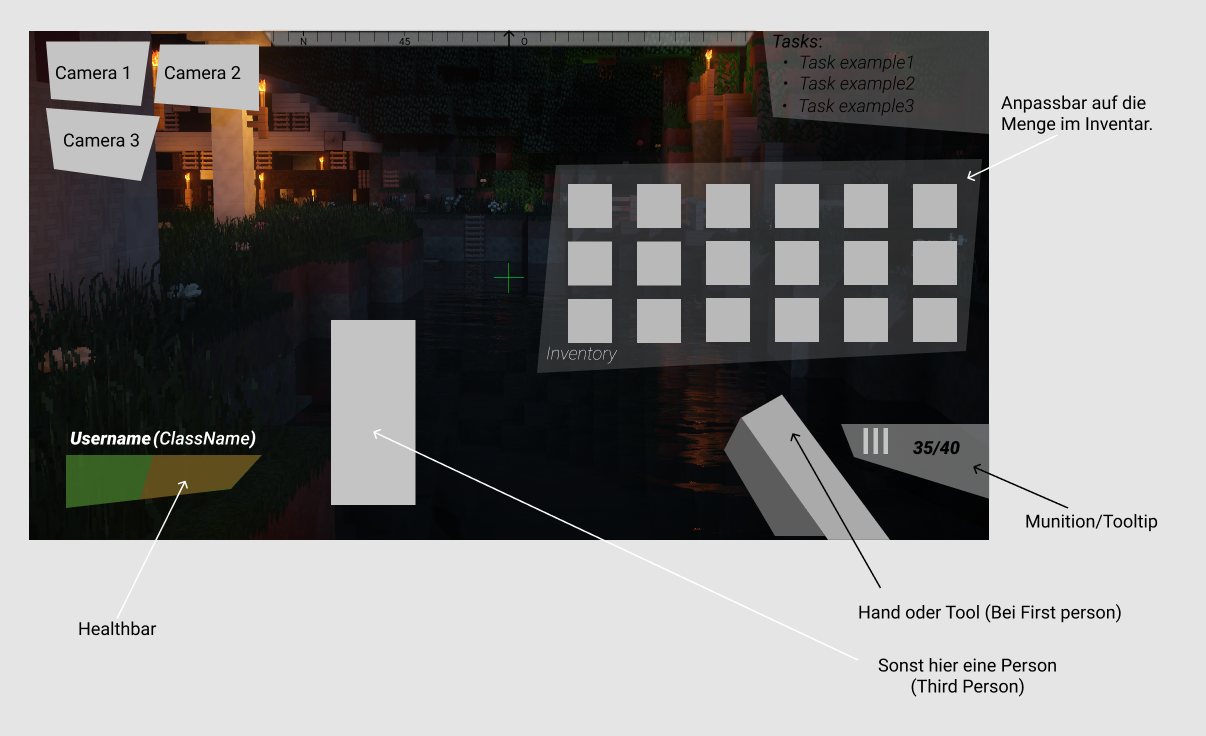 Camera 1
Camera 2
Camera 3
N
45
0
Tasks:
• Task example1
• Task example2
• Task example3
Anpassbar auf die
Menge im Inventar.
Inventory
Username (ClassName)
35/40
Munition/Tooltip
Hand oder Tool (Bei First person)
Healthbar
Sonst hier eine Person
(Third Person)